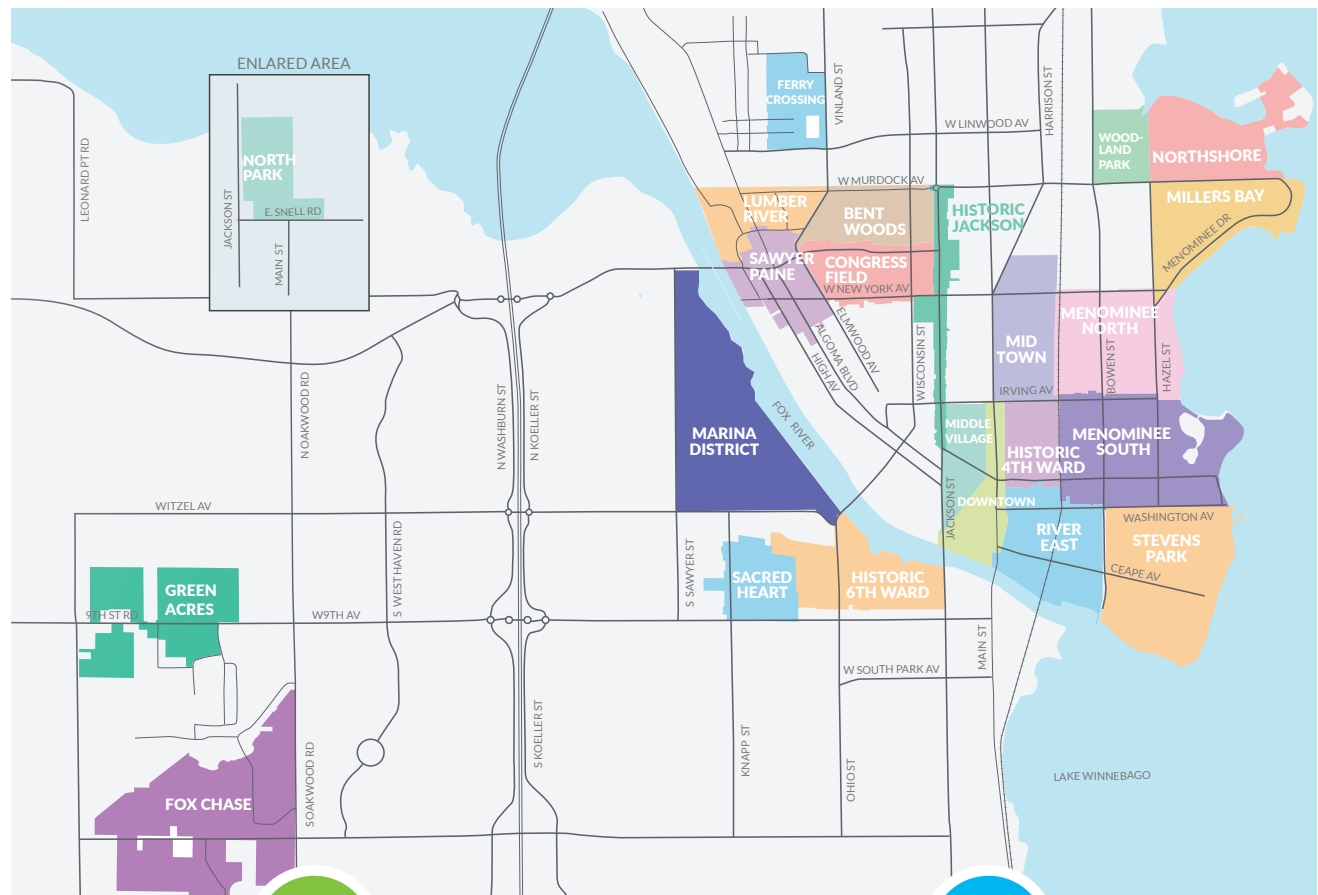 ENLARED AREA
NORTH
PARK
E. SNELL RD
JACKSON ST
MAIN ST
LEONARD PT RD
FERRY
CROSSING
VINLAND ST
W LINWOOD AV
HARRISON ST
WOOD-
LAND
PARK
NORTHSHORE
W MURDOCK AV
LUMBER
RIVER
BENT
WOODS
HISTORIC
JACKSON
MILLERS BAY
MENOMINEE DR
SAWYER
PAINE
CONGRESS
FIELD
W NEW YORK AV
ELMWOOD AV
ALGOMA BLVD
HIGH AV
WISCONSIN ST
MID
TOWN
MENOMINEE
NORTH
BOWEN ST
HAZEL ST
IRVING AV
N OAKWOOD RD
N WASHBURN ST
N KOELLER ST
MARINA
DISTRICT
FOX RIVER
MIDDLE
VILLAGE
HISTORIC
4TH WARD
MENOMINEE
SOUTH
JACKSON ST
DOWNTOWN
WITZEL AV
S WEST HAVEN RD
S SAWYER ST
SACRED
HEART
HISTORIC
6TH WARD
RIVER
EAST
WASHINGTON AV
STEVENS
PARK
CEAPE AV
GREEN
ACRES
9TH ST RD
W9TH AV
W SOUTH PARK AV
MAIN ST
S KOELLER ST
KNAPP ST
OHIO ST
LAKE WINNEBAGO
S OAKWOOD RD
FOX CHASE